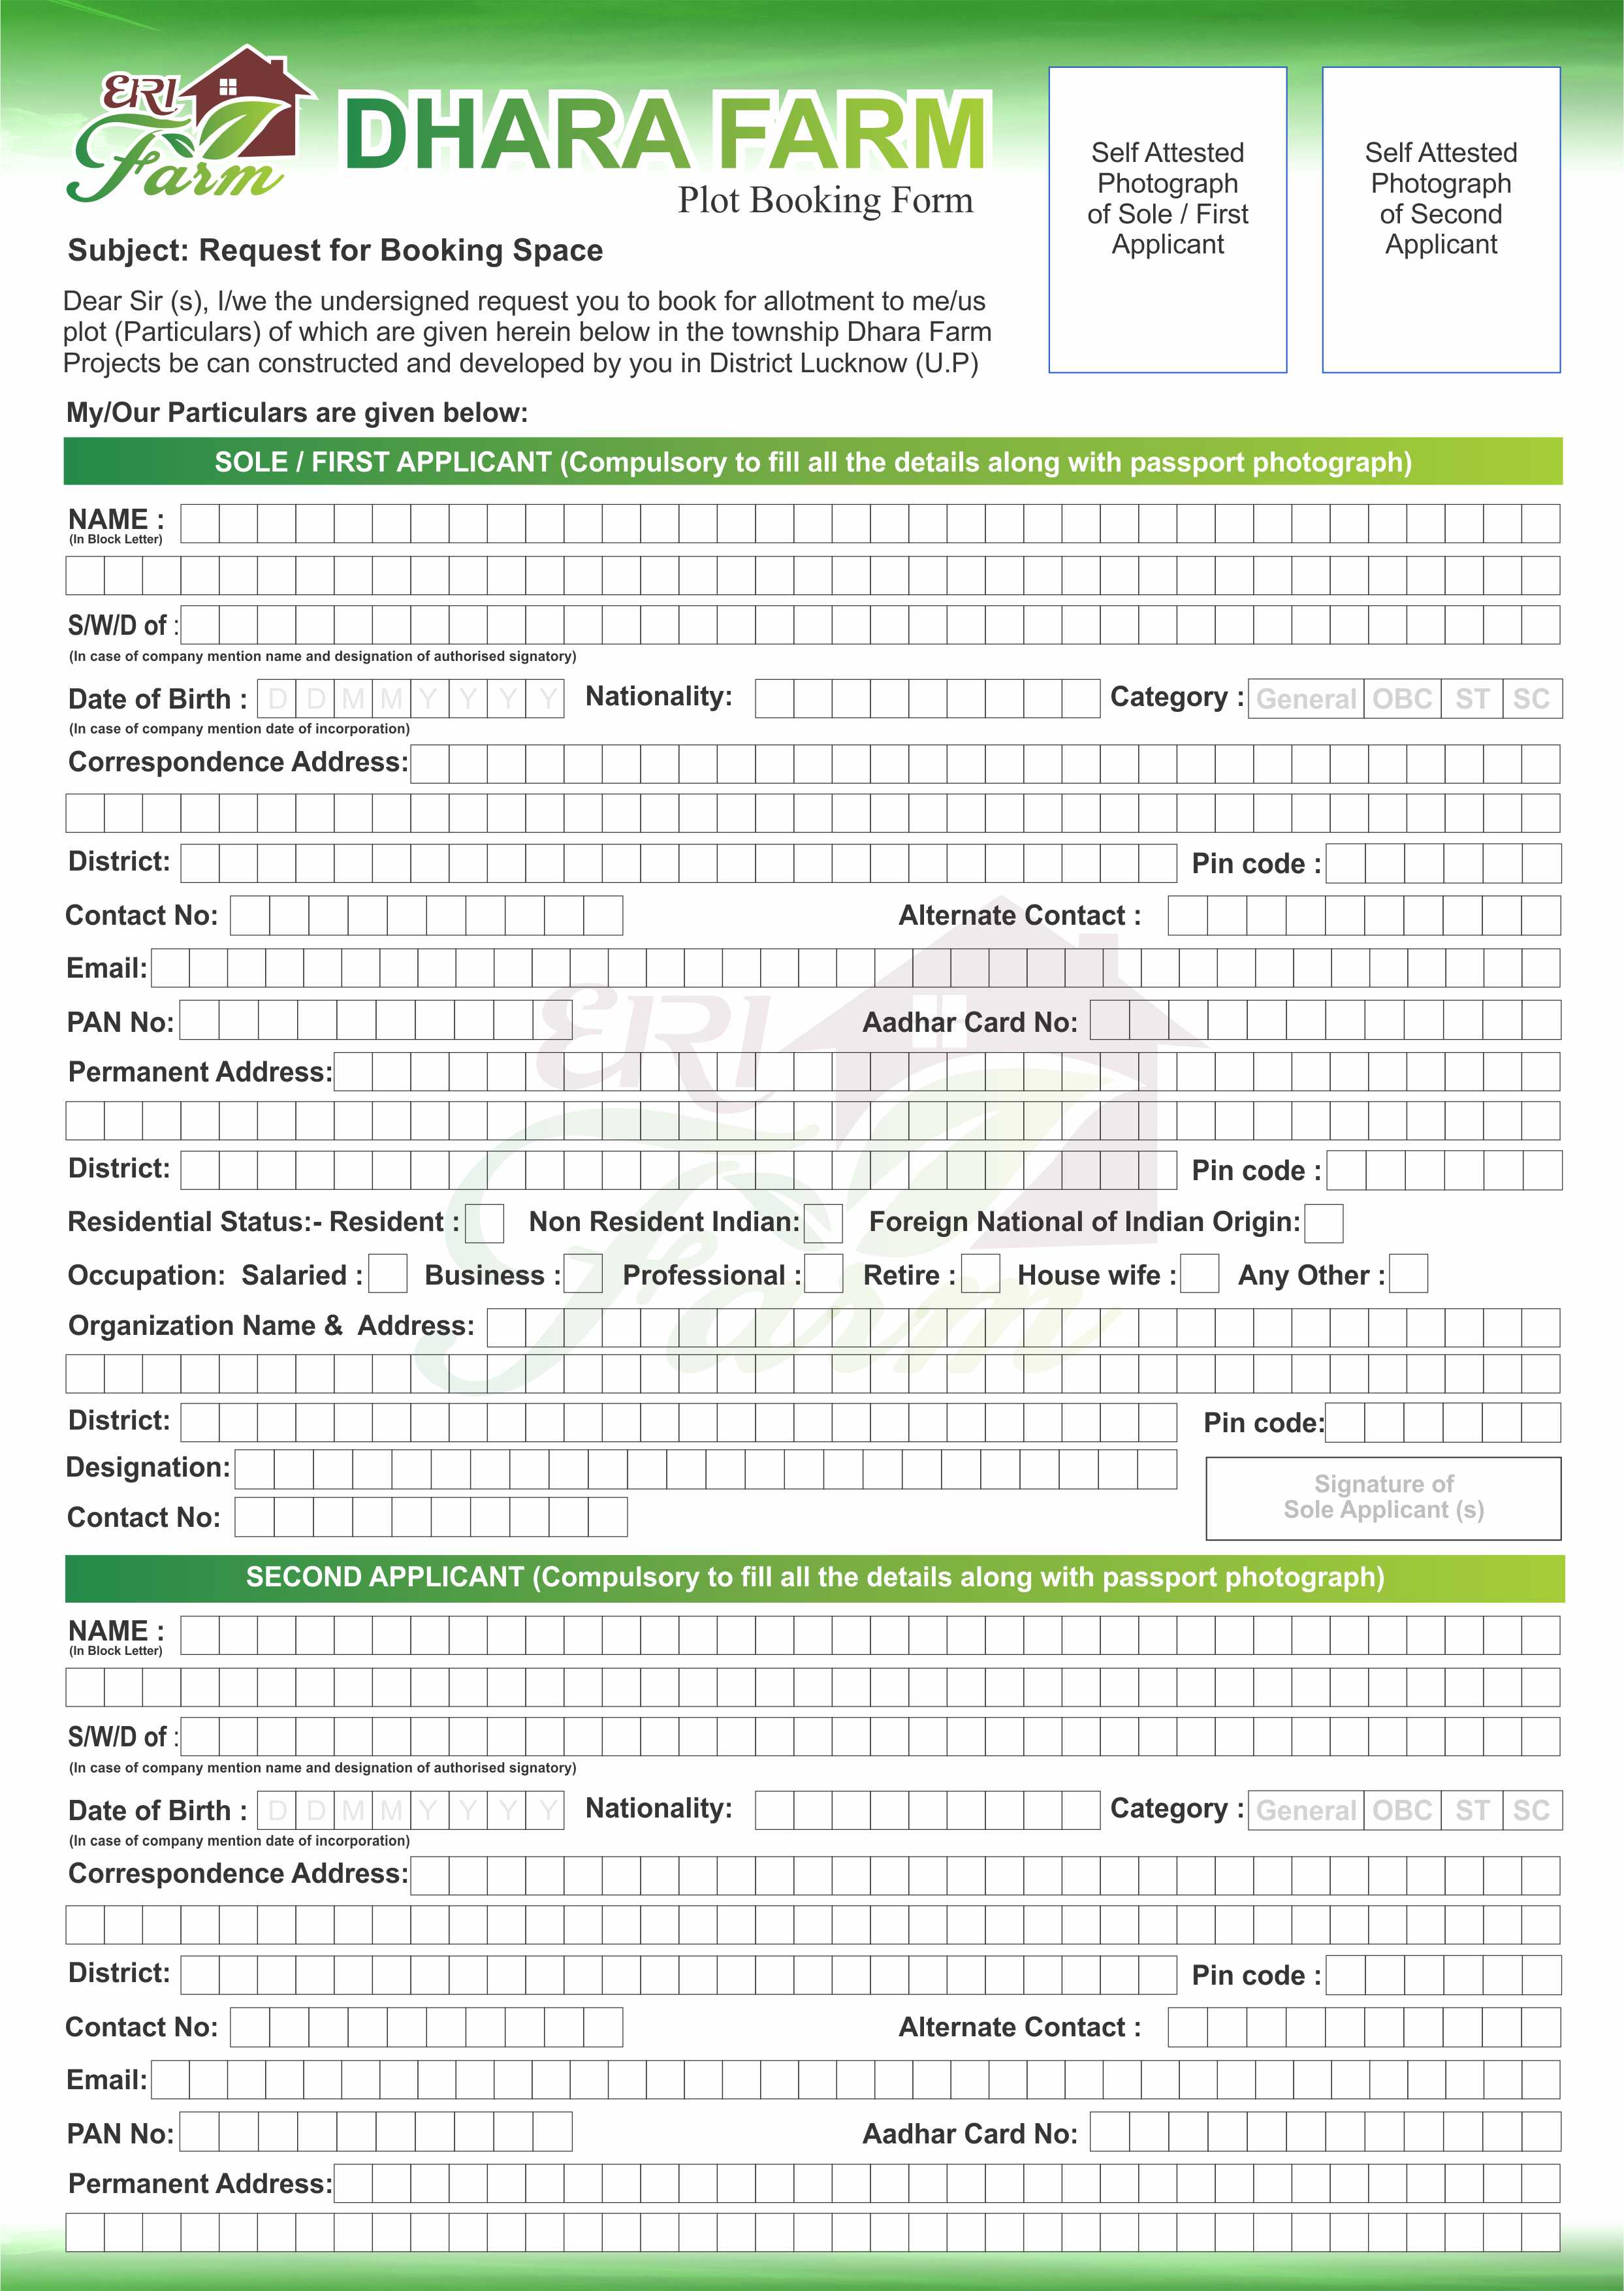 धरा
Farm
DHARA FARM
Plot Booking Form
Self Attested
Photograph
of Sole / First
Applicant
Self Attested
Photograph
of Second
Applicant
Subject: Request for Booking Space
Dear Sir (s), I/we the undersigned request you to book for allotment to me/us
plot (Particulars) of which are given herein below in the township Dhara Farm
Projects be can constructed and developed by you in District Lucknow (U.P)
My/Our Particulars are given below:
SOLE / FIRST APPLICANT (Compulsory to fill all the details along with passport photograph)
NAME :
(In Block Letter)
S/W/D of :
(In case of company mention name and designation of authorised signatory)
Date of Birth : D D M M Y Y Y Y Nationality: Category : General OBC ST SC
(In case of company mention date of incorporation)
Correspondence Address:
District: Pin code :
Contact No: Alternate Contact :
Email:
PAN No: Aadhar Card No:
Permanent Address:
District: Pin code :
Residential Status:- Resident : Non Resident Indian: Foreign National of Indian Origin:
Occupation: Salaried : Business : Professional : Retire : House wife : Any Other :
Organization Name & Address:
District: Pin code:
Designation:
Contact No:
Signature of
Sole Applicant (s)
धरा
Farm
SECOND APPLICANT (Compulsory to fill all the details along with passport photograph)
NAME :
(In Block Letter)
S/W/D of :
(In case of company mention name and designation of authorised signatory)
Date of Birth : D D M M Y Y Y Y Nationality: Category : General OBC ST SC
(In case of company mention date of incorporation)
Correspondence Address:
District: Pin code :
Contact No: Alternate Contact :
Email:
PAN No: Aadhar Card No:
Permanent Address: